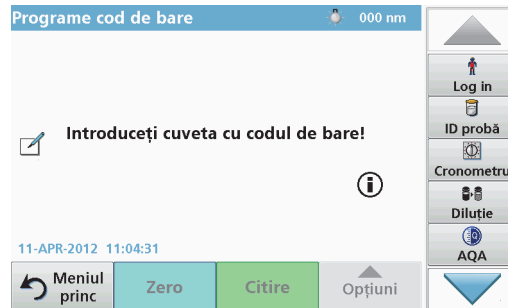 Programe cod de bare
000 nm
Introduceți cuveta cu codul de bare!
11-APR-2012 11:04:31
Meniul
princ
Zero
Citire
Opțiuni
Log in
ID probă
Cronometru
Diluție
AQA